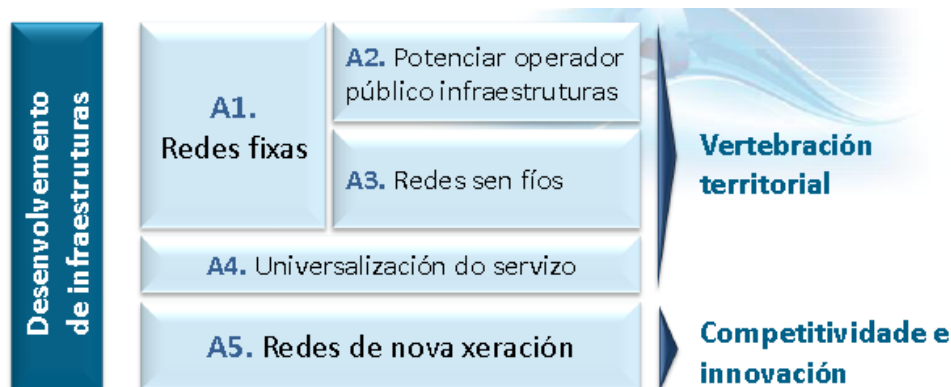 Desenvolvemento
de infraestruturas
A1.
Redes fixas
A2. Potenciar operador
público infraestruturas
A3. Redes sen fíos
A4. Universalización do servizo
A5. Redes de nova xeración
Vertebración
territorial
Competitividade e
innovación